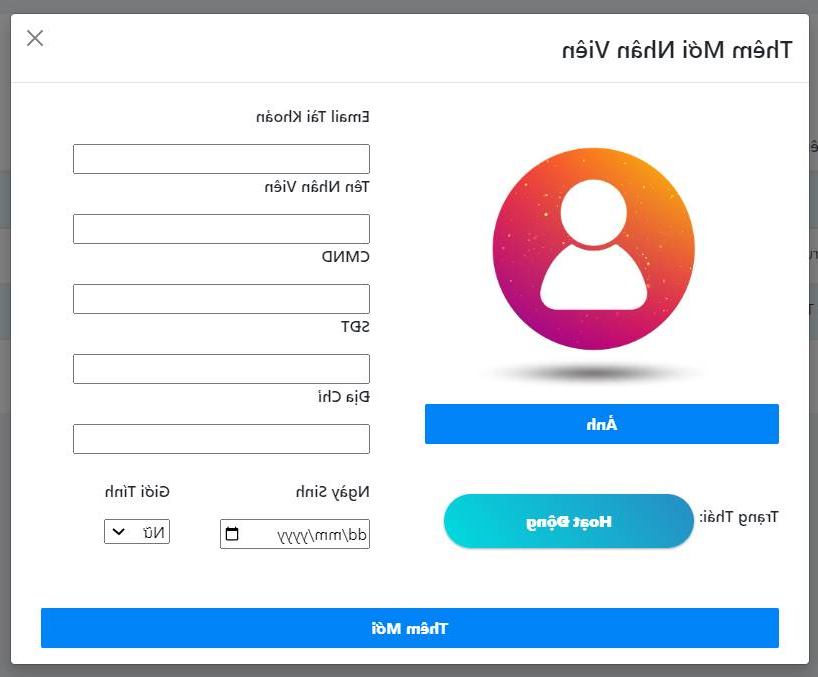 Thêm Mới Nhân Viên
Ảnh
Trạng Thái:
Hoạt Động
Email Tài Khoản
Tên Nhân Viên
CMND
SĐT
Địa Chỉ
Ngày Sinh
Giới Tính
dd/mm/yyyy
Nữ
Thêm Mới